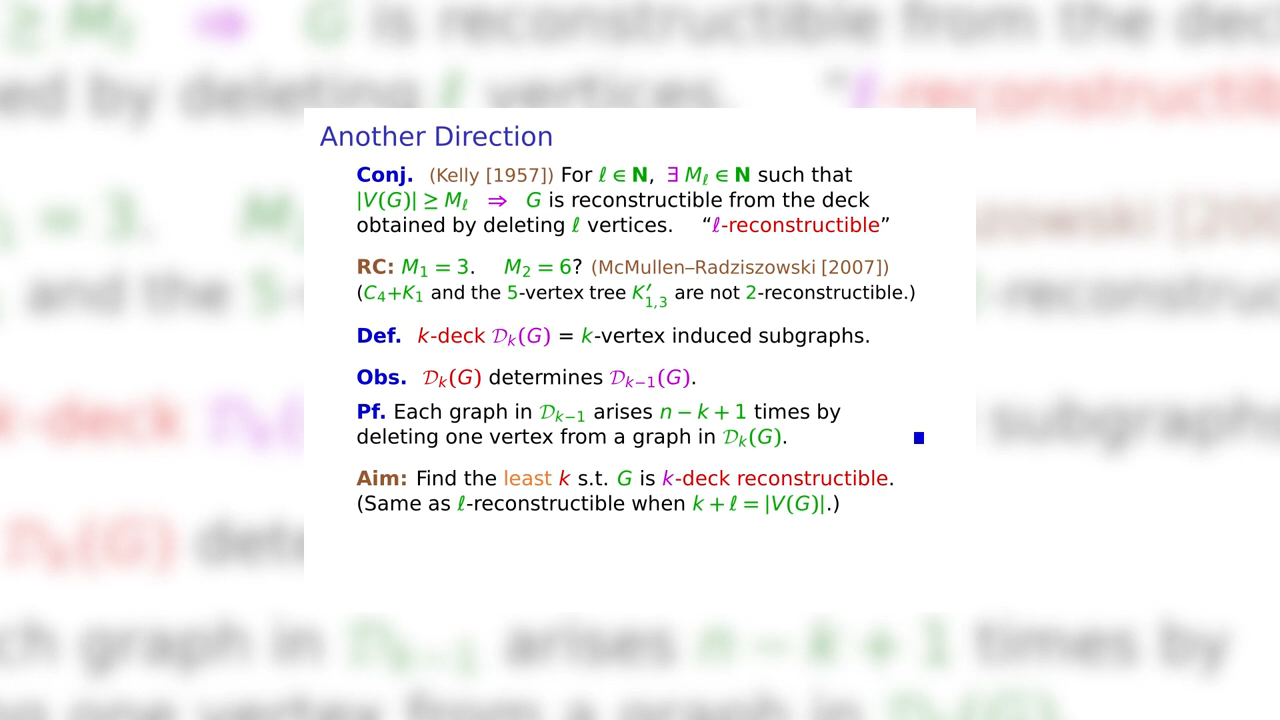 Another Direction
Conj. (Kelly [1957]) For ℓ ∈ N, ∃ M_ℓ ∈ N such that
|V(G)| ≥ M_ℓ ⇒ G is reconstructible from the deck
obtained by deleting ℓ vertices. “ℓ-reconstructible”
RC: M_1 = 3. M_2 = 6? (McMullen–Radziszowski [2007])
(C_4+K_1 and the 5-vertex tree K′_{1,3} are not 2-reconstructible.)
Def. k-deck 𝒟_k(G) = k-vertex induced subgraphs.
Obs. 𝒟_k(G) determines 𝒟_{k−1}(G).
Pf. Each graph in 𝒟_{k−1} arises n − k + 1 times by
deleting one vertex from a graph in 𝒟_k(G). ■
Aim: Find the least k s.t. G is k-deck reconstructible.
(Same as ℓ-reconstructible when k + ℓ = |V(G)|.)